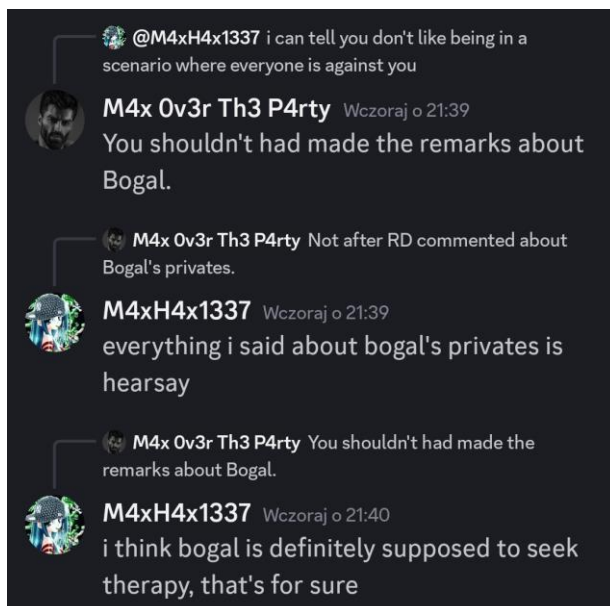 @M4xH4x1337 i can tell you don't like being in a
scenario where everyone is against you
M4x 0v3r Th3 P4rty Wczoraj o 21:39
You shouldn't had made the remarks about
Bogal.
M4x 0v3r Th3 P4rty Not after RD commented about
Bogal's privates.
M4xH4x1337 Wczoraj o 21:39
everything i said about bogal's privates is
hearsay
M4x 0v3r Th3 P4rty You shouldn't had made the
remarks about Bogal.
M4xH4x1337 Wczoraj o 21:40
i think bogal is definitely supposed to seek
therapy, that's for sure